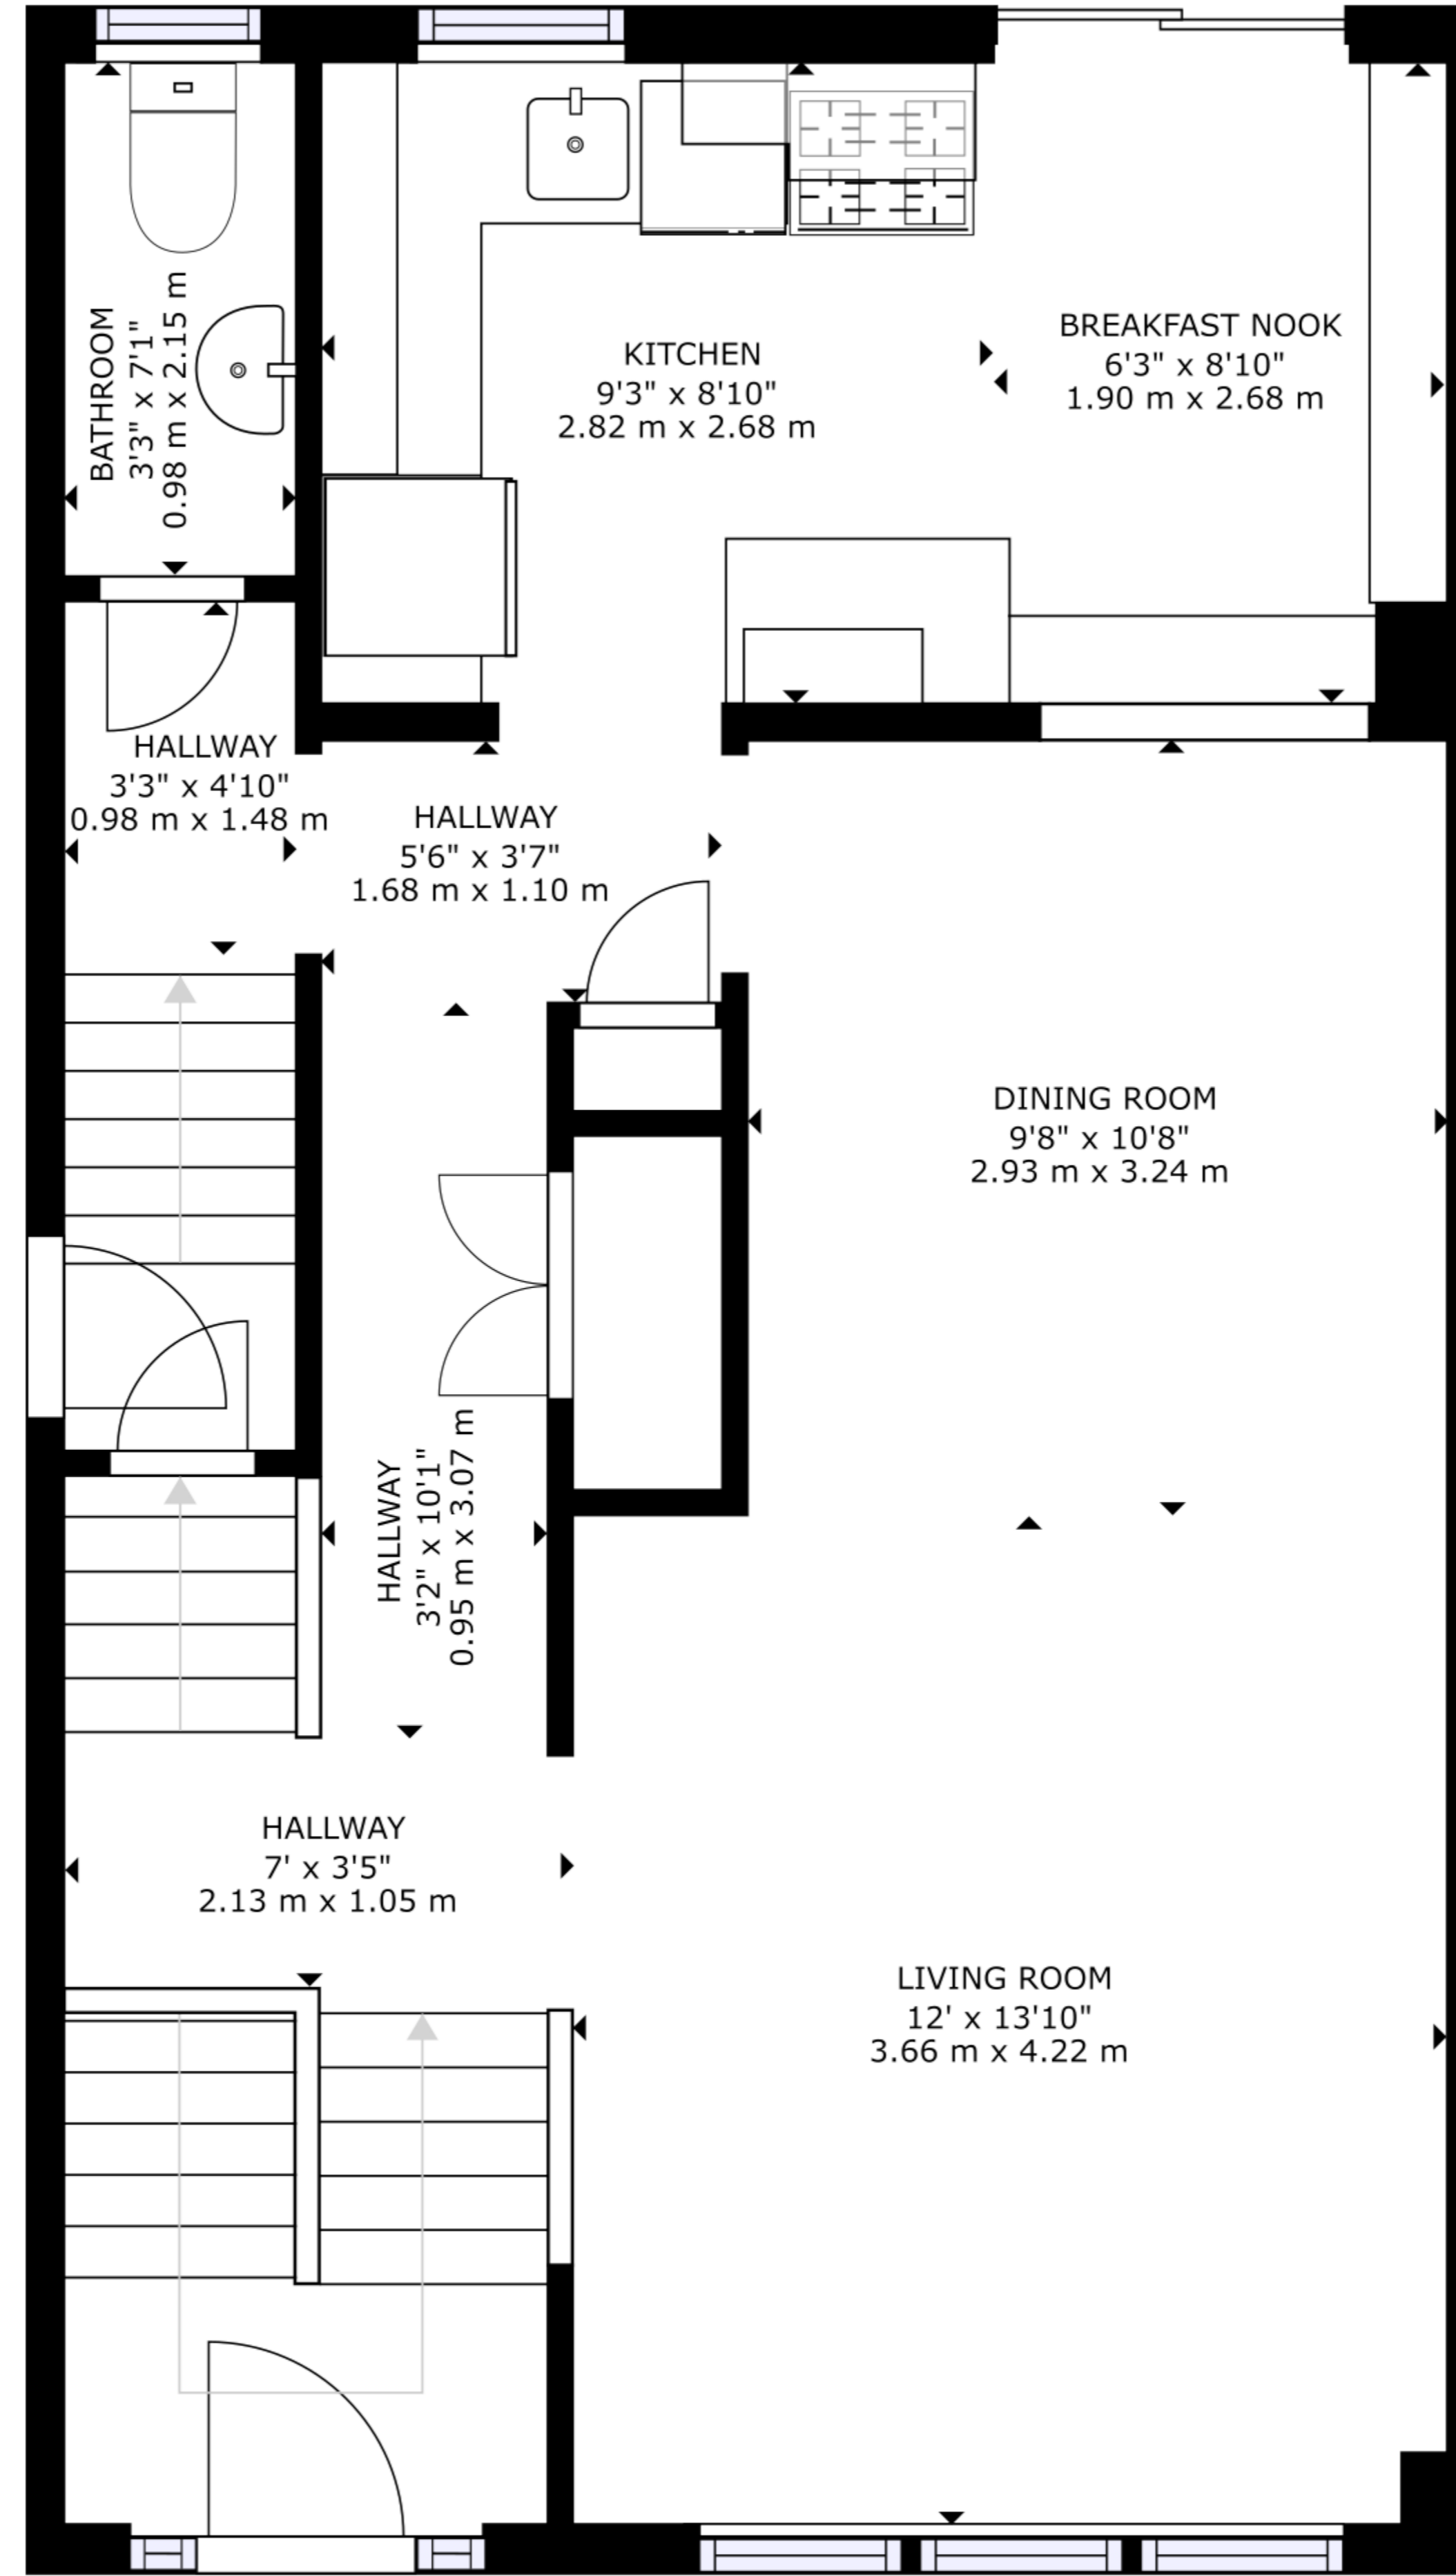 BATHROOM
3'3" x 7'1"
0.98 m x 2.15 m
KITCHEN
9'3" x 8'10"
2.82 m x 2.68 m
BREAKFAST NOOK
6'3" x 8'10"
1.90 m x 2.68 m
HALLWAY
3'3" x 4'10"
0.98 m x 1.48 m
HALLWAY
5'6" x 3'7"
1.68 m x 1.10 m
DINING ROOM
9'8" x 10'8"
2.93 m x 3.24 m
HALLWAY
3'2" x 10'1"
0.95 m x 3.07 m
HALLWAY
7' x 3'5"
2.13 m x 1.05 m
LIVING ROOM
12' x 13'10"
3.66 m x 4.22 m